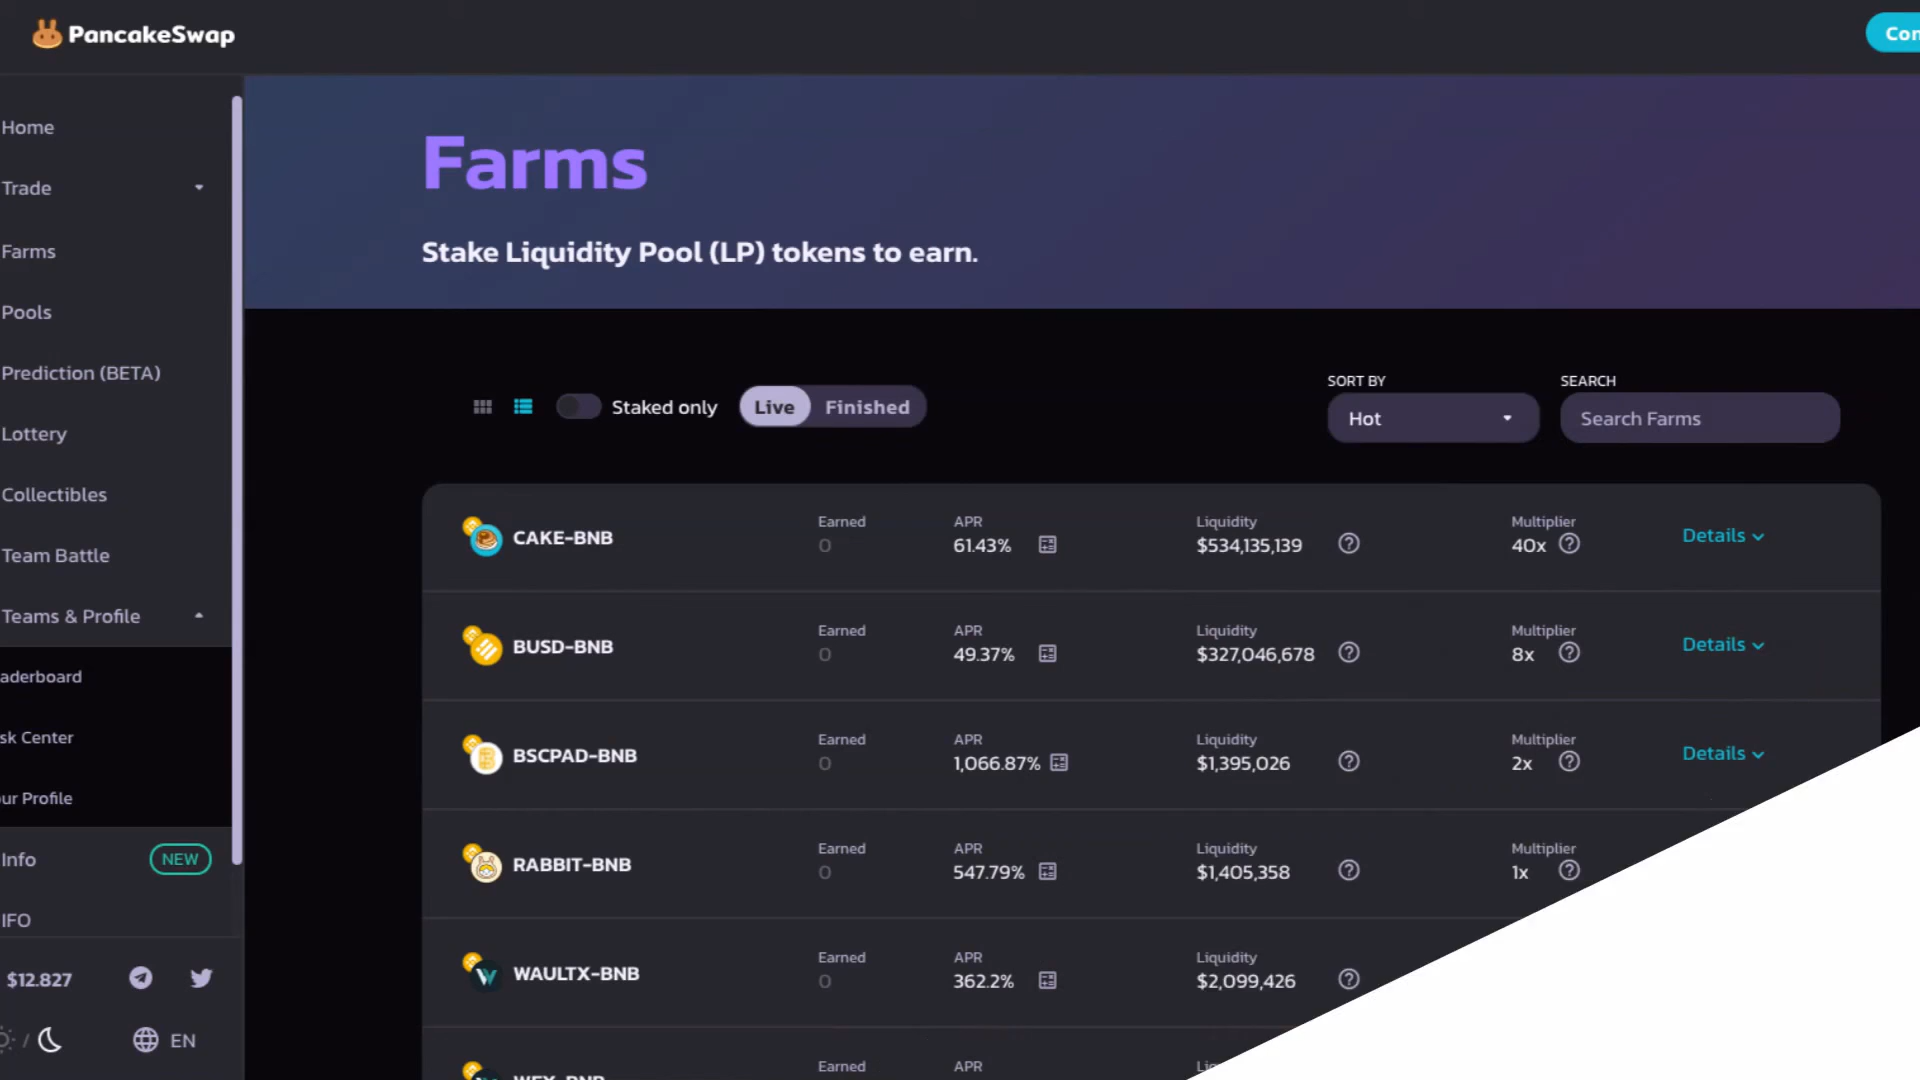 PancakeSwap
Con
Home
Trade
Farms
Pools
Prediction (BETA)
Lottery
Collectibles
Team Battle
Teams & Profile
aderboard
sk Center
ur Profile
Info NEW
IFO
$12.827
/
EN
Farms
Stake Liquidity Pool (LP) tokens to earn.
Staked only Live Finished
SORT BY
Hot
SEARCH
Search Farms
CAKE-BNB
Earned
0
APR
61.43%
Liquidity
$534,135,139
Multiplier
40x
Details
BUSD-BNB
Earned
0
APR
49.37%
Liquidity
$327,046,678
Multiplier
8x
Details
BSCPAD-BNB
Earned
0
APR
1,066.87%
Liquidity
$1,395,026
Multiplier
2x
Details
RABBIT-BNB
Earned
0
APR
547.79%
Liquidity
$1,405,358
Multiplier
1x
WAULTX-BNB
Earned
0
APR
362.2%
Liquidity
$2,099,426
Earned
APR